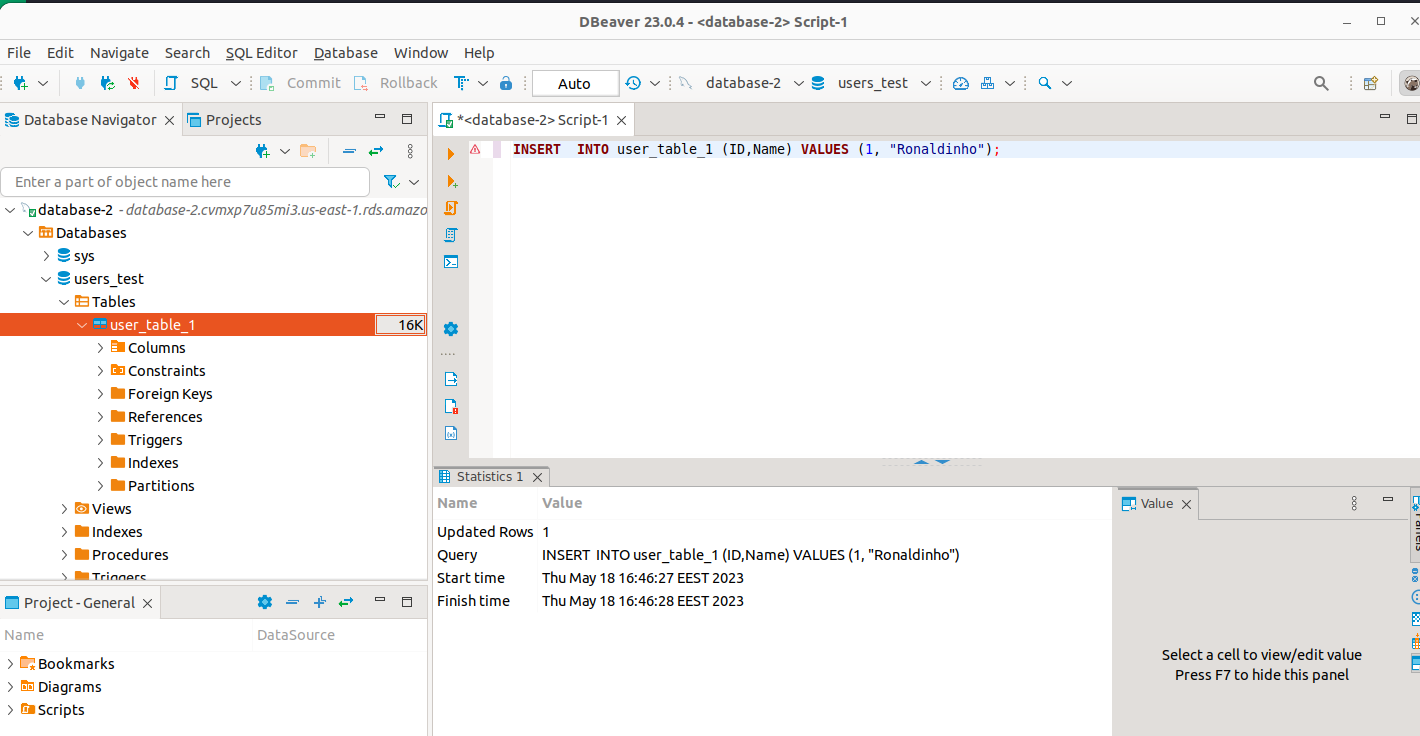 DBeaver 23.0.4 - <database-2> Script-1
File Edit Navigate Search SQL Editor Database Window Help
SQL Commit Rollback Auto database-2 users_test
Database Navigator Projects
*<database-2> Script-1
INSERT  INTO user_table_1 (ID,Name) VALUES (1, "Ronaldinho");
Enter a part of object name here
database-2 - database-2.cvmxp7u85mi3.us-east-1.rds.amazo
Databases
sys
users_test
Tables
user_table_1 16K
Columns
Constraints
Foreign Keys
References
Triggers
Indexes
Partitions
Views
Indexes
Procedures
Triggers
Statistics 1
Name Value
Updated Rows 1
Query INSERT  INTO user_table_1 (ID,Name) VALUES (1, "Ronaldinho")
Start time Thu May 18 16:46:27 EEST 2023
Finish time Thu May 18 16:46:28 EEST 2023
Value
Select a cell to view/edit value
Press F7 to hide this panel
Project - General
Name DataSource
Bookmarks
Diagrams
Scripts